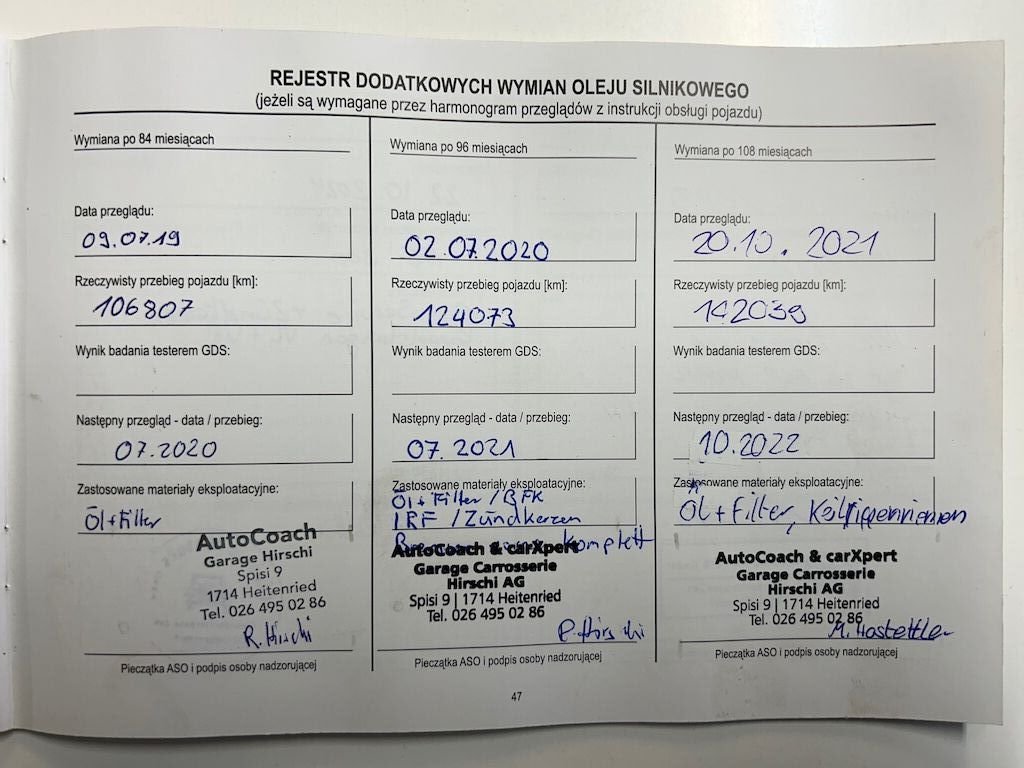 REJESTR DODATKOWYCH WYMIAN OLEJU SILNIKOWEGO
(jeżeli są wymagane przez harmonogram przeglądów z instrukcji obsługi pojazdu)
Wymiana po 84 miesiącach
Data przeglądu:
09.07.19
Rzeczywisty przebieg pojazdu [km]:
106807
Wynik badania testerem GDS:
Następny przegląd - data / przebieg:
07.2020
Zastosowane materiały eksploatacyjne:
Öl + Filter
AutoCoach
Garage Hirschi
Spisi 9
1714 Heitenried
Tel. 026 495 02 86
R. Hirschi
Pieczątka ASO i podpis osoby nadzorującej
Wymiana po 96 miesiącach
Data przeglądu:
02.07.2020
Rzeczywisty przebieg pojazdu [km]:
124073
Wynik badania testerem GDS:
Następny przegląd - data / przebieg:
07.2021
Zastosowane materiały eksploatacyjne:
Öl + Filter / BFK
IRF / Zündkerzen
komplett
AutoCoach & carXpert
Garage Carrosserie
Hirschi AG
Spisi 9 | 1714 Heitenried
Tel. 026 495 02 86
Hirschi
Pieczątka ASO i podpis osoby nadzorującej
Wymiana po 108 miesiącach
Data przeglądu:
20.10.2021
Rzeczywisty przebieg pojazdu [km]:
142039
Wynik badania testerem GDS:
Następny przegląd - data / przebieg:
10.2022
Zastosowane materiały eksploatacyjne:
Öl + Filter,
AutoCoach & carXpert
Garage Carrosserie
Hirschi AG
Spisi 9 | 1714 Heitenried
Tel. 026 495 02 86
M. Hostettler
Pieczątka ASO i podpis osoby nadzorującej
47